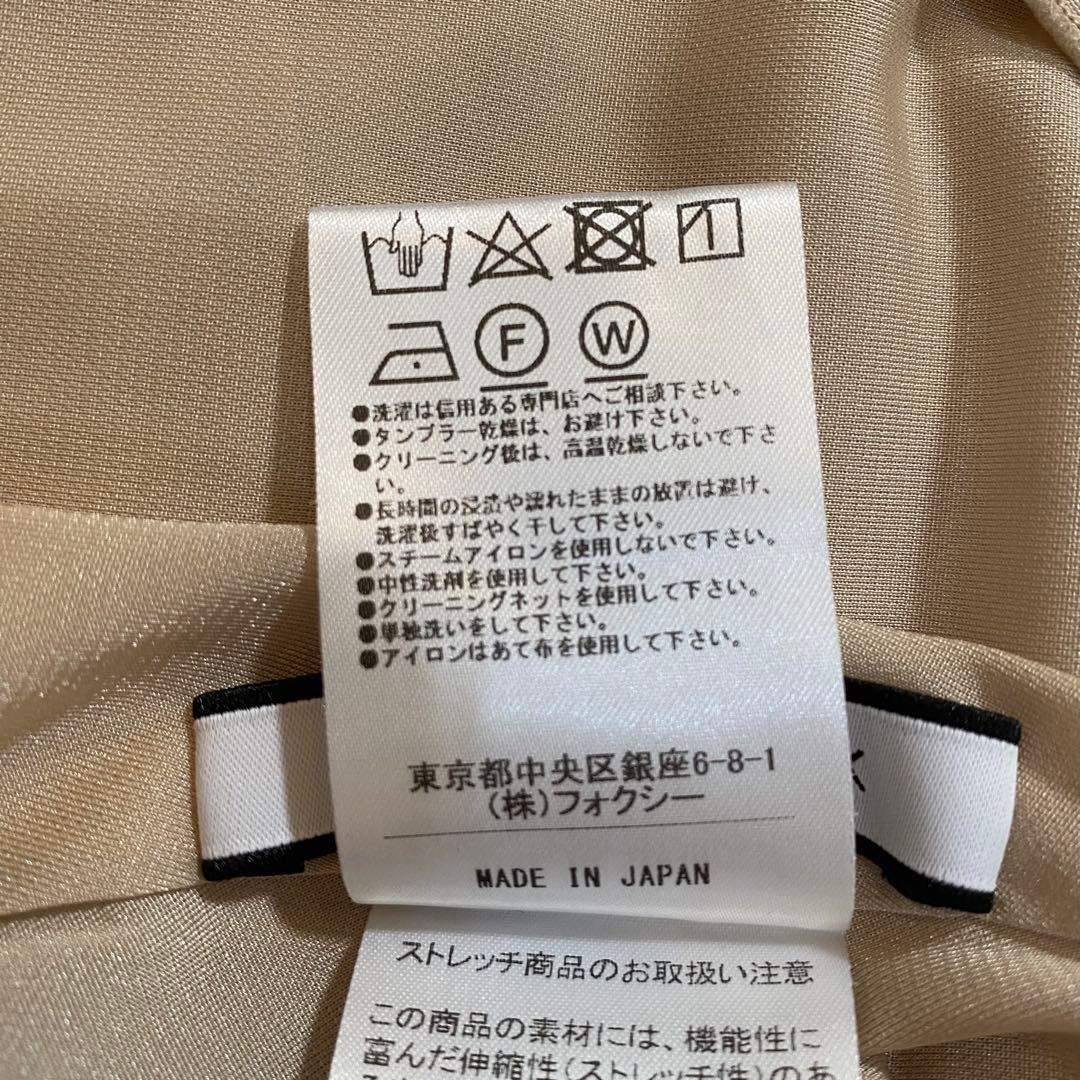 F W
●洗濯は信用ある専門店へご相談下さい。
●タンブラー乾燥は、お避け下さい。
●クリーニング後は、高温乾燥しないで下さ
い。
●長時間の浸漬や濡れたままの放置は避け、
洗濯後すばやく干して下さい。
●スチームアイロンを使用しないで下さい。
●中性洗剤を使用して下さい。
●クリーニングネットを使用して下さい。
●単独洗いをして下さい。
●アイロンはあて布を使用して下さい。
東京都中央区銀座6-8-1
(株)フォクシー
MADE IN JAPAN
ストレッチ商品のお取扱い注意
この商品の素材には、機能性に
富んだ伸縮性(ストレッチ性)のあ